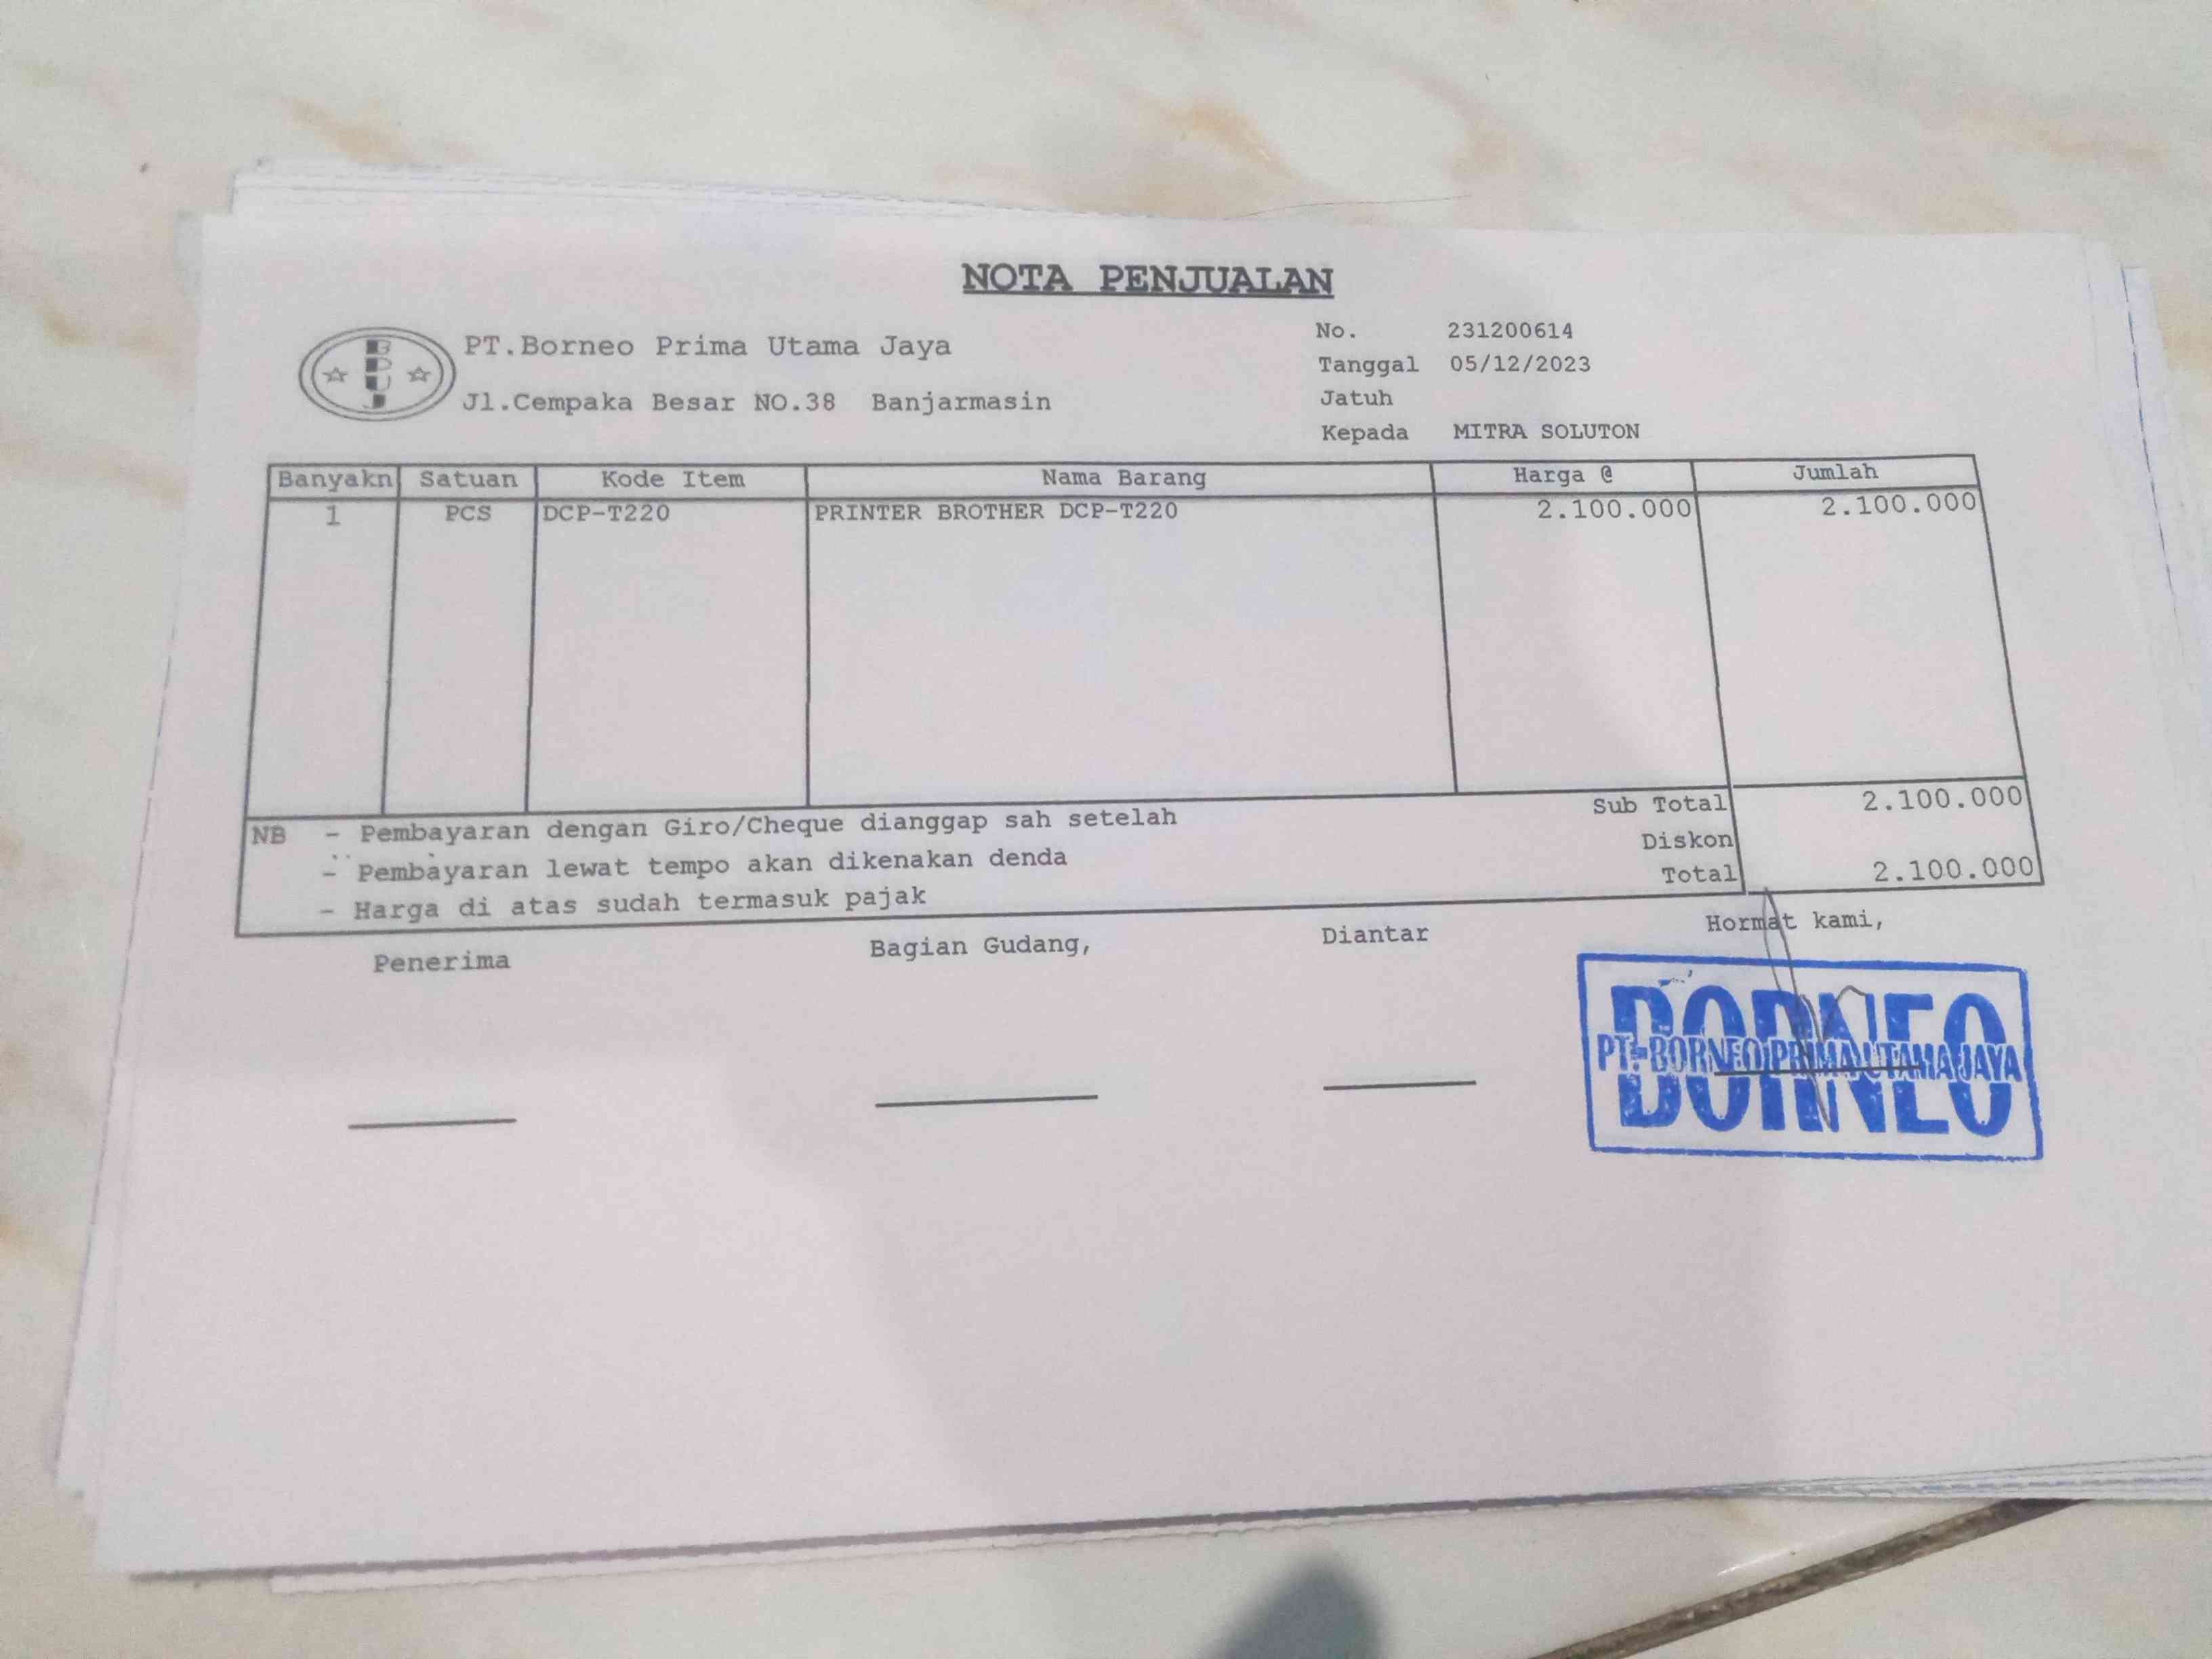 NOTA PENJUALAN
BPUJ
PT.Borneo Prima Utama Jaya
Jl.Cempaka Besar NO.38 Banjarmasin
No. 231200614
Tanggal 05/12/2023
Jatuh
Kepada MITRA SOLUTON
Banyakn Satuan Kode Item Nama Barang Harga @ Jumlah
1 PCS DCP-T220 PRINTER BROTHER DCP-T220 2.100.000 2.100.000
Sub Total 2.100.000
Diskon
Total 2.100.000
NB - Pembayaran dengan Giro/Cheque dianggap sah setelah
- Pembayaran lewat tempo akan dikenakan denda
- Harga di atas sudah termasuk pajak
Penerima Bagian Gudang, Diantar Hormat kami,
BORNEO
PT. BORNEO PRIMA UTAMA JAYA